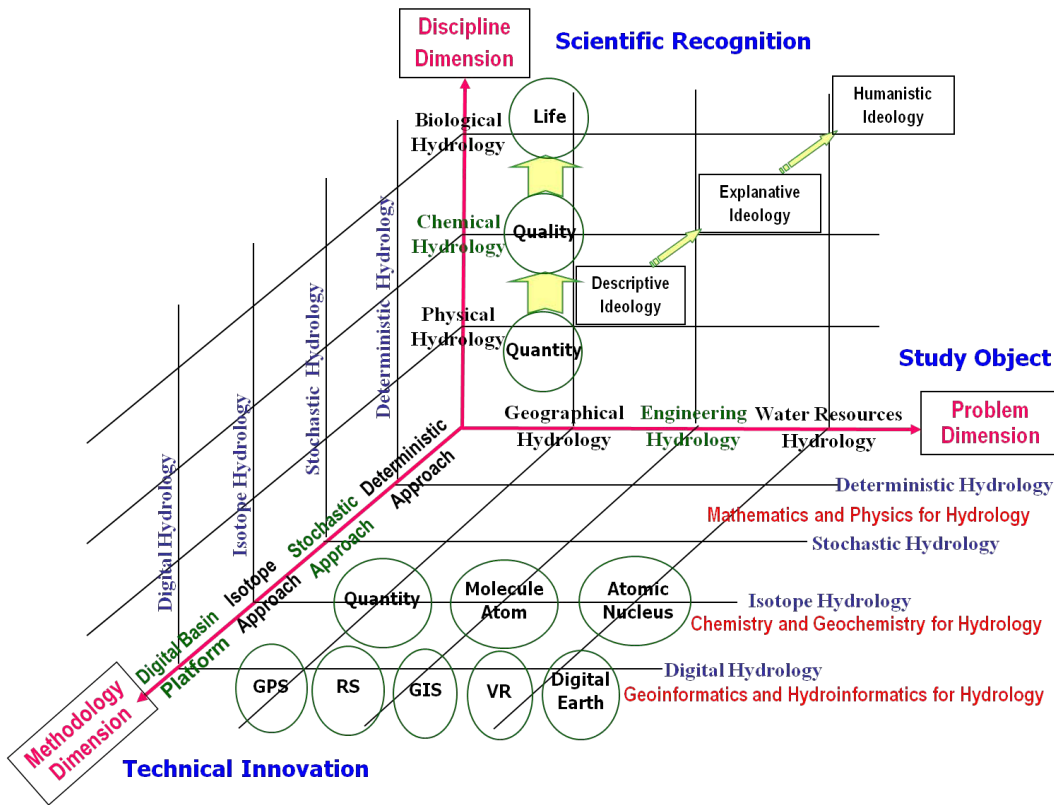 Discipline
Dimension
Scientific Recognition
Humanistic
Ideology
Biological
Hydrology
Life
Explanative
Ideology
Chemical
Hydrology
Quality
Descriptive
Ideology
Physical
Hydrology
Quantity
Study Object
Geographical
Hydrology
Engineering
Hydrology
Water Resources
Hydrology
Problem
Dimension
Deterministic Hydrology
Stochastic Hydrology
Isotope Hydrology
Digital Hydrology
Deterministic
Approach
Stochastic
Approach
Isotope
Approach
Digital Basin
Platform
Methodology
Dimension
Deterministic Hydrology
Mathematics and Physics for Hydrology
Stochastic Hydrology
Quantity
Molecule
Atom
Atomic
Nucleus
Isotope Hydrology
Chemistry and Geochemistry for Hydrology
Digital Hydrology
GPS
RS
GIS
VR
Digital
Earth
Geoinformatics and Hydroinformatics for Hydrology
Technical Innovation